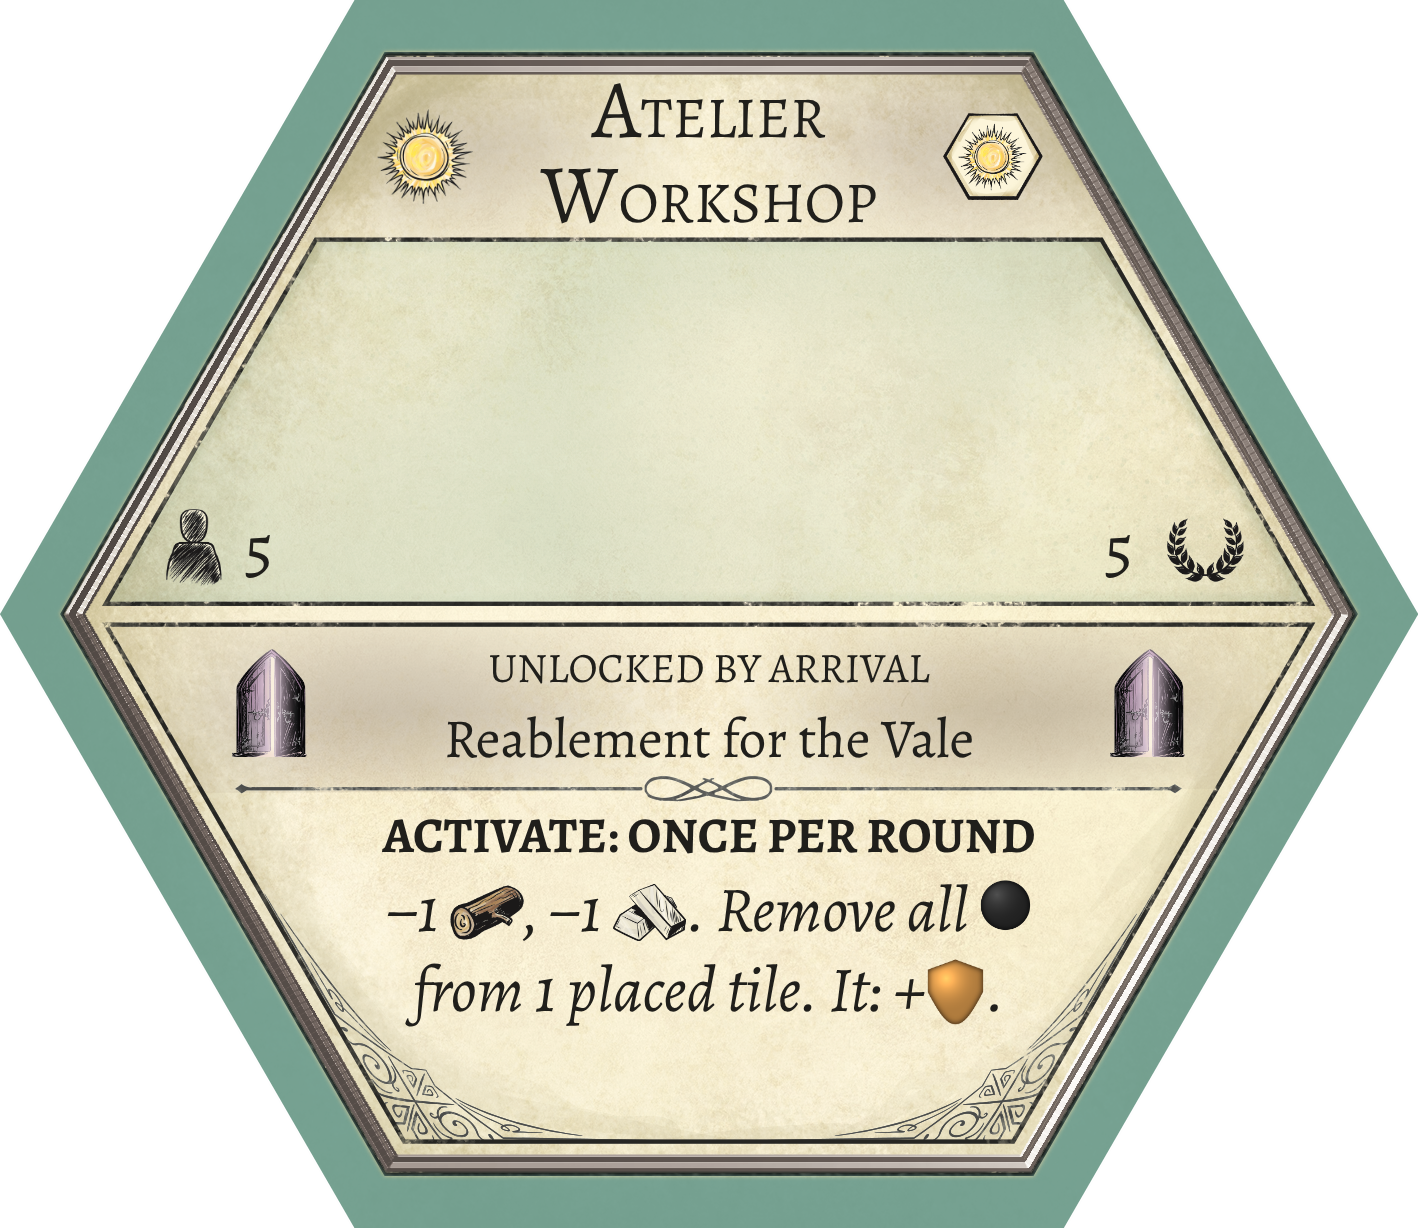 Atelier
Workshop
5
5
UNLOCKED BY ARRIVAL
Reablement for the Vale
ACTIVATE: ONCE PER ROUND
–1 , –1 . Remove all
from 1 placed tile. It: + .